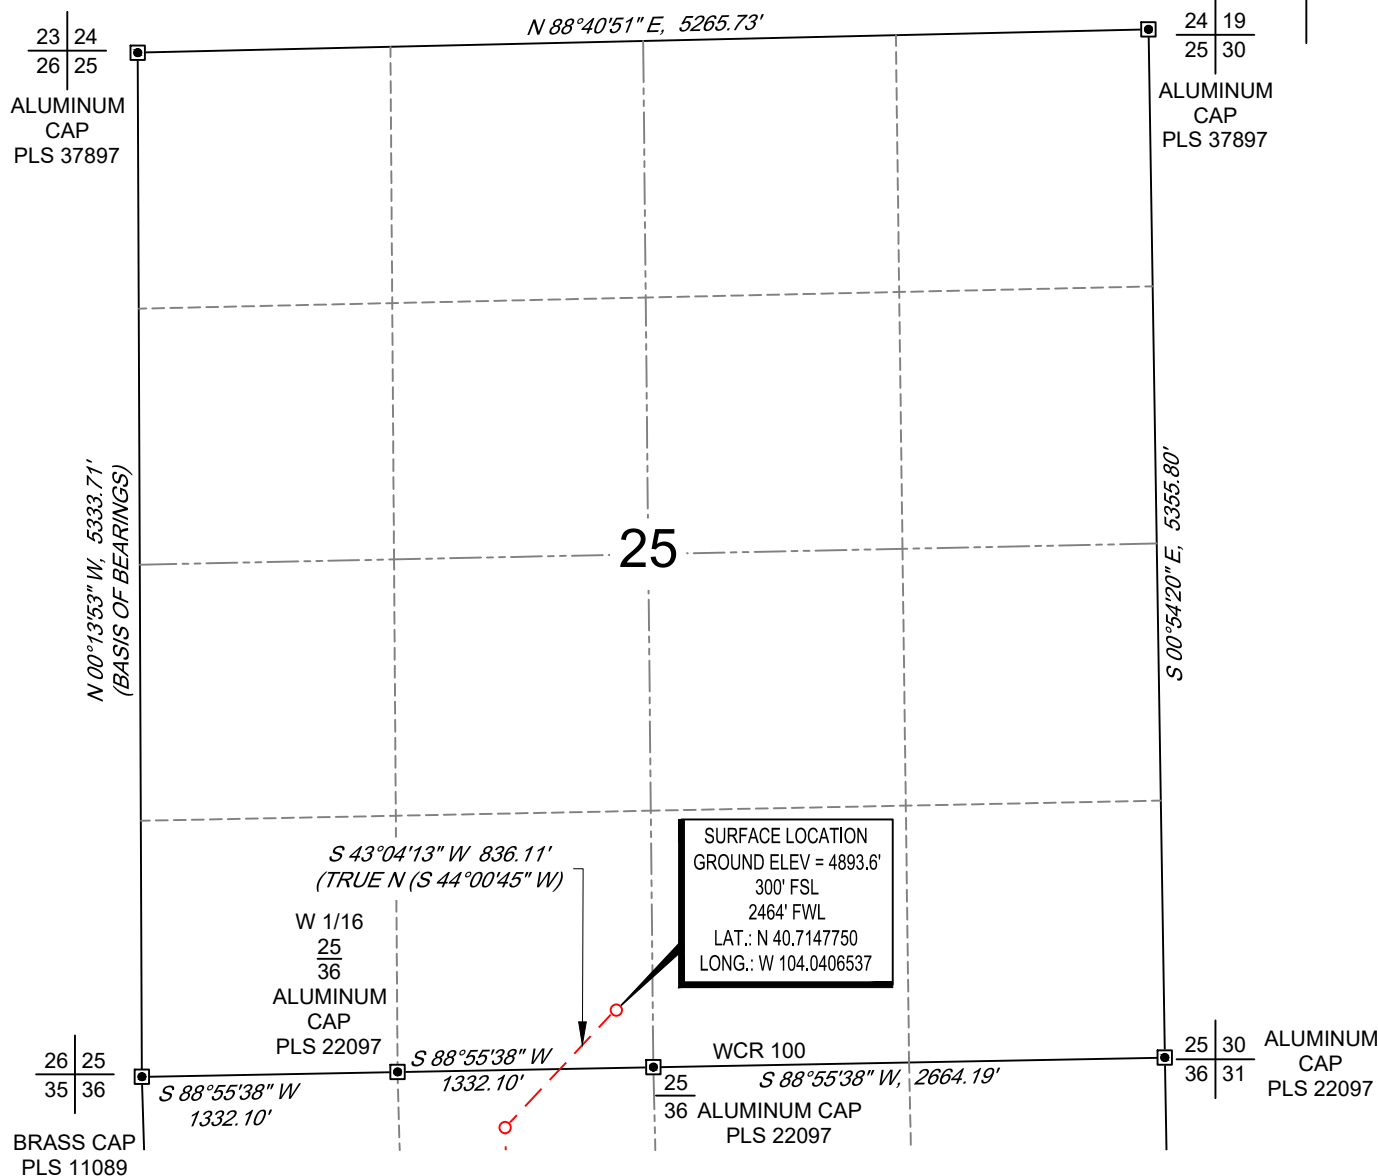 N 88°40'51" E, 5265.73'
23 24
26 25
ALUMINUM
CAP
PLS 37897
24 19
25 30
ALUMINUM
CAP
PLS 37897
N 00°13'53" W, 5333.71'
(BASIS OF BEARINGS)
25
S 00°54'20" E, 5355.80'
S 43°04'13" W 836.11'
(TRUE N (S 44°00'45" W)
SURFACE LOCATION
GROUND ELEV = 4893.6'
300' FSL
2464' FWL
LAT.: N 40.7147750
LONG.: W 104.0406537
W 1/16
25
36
ALUMINUM
CAP
PLS 22097
26 25
35 36
BRASS CAP
PLS 11089
S 88°55'38" W
1332.10'
S 88°55'38" W
1332.10'
WCR 100
S 88°55'38" W, 2664.19'
25
36 ALUMINUM CAP
PLS 22097
25 30
36 31
ALUMINUM
CAP
PLS 22097